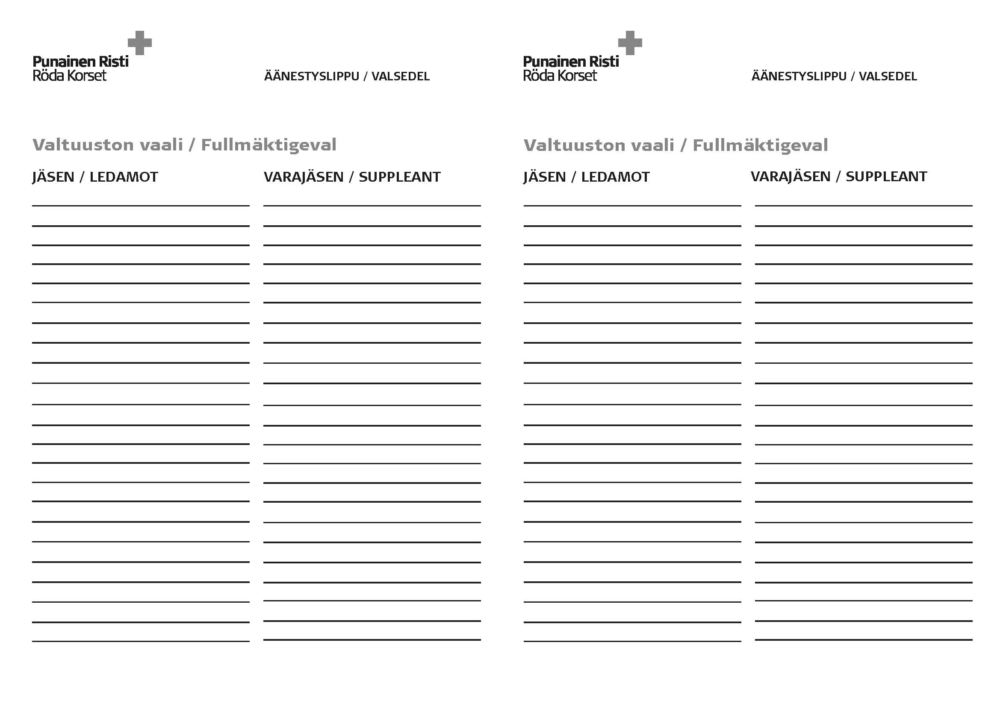 Punainen Risti
Röda Korset
ÄÄNESTYSLIPPU / VALSEDEL
Valtuuston vaali / Fullmäktigeval
JÄSEN / LEDAMOT
VARAJÄSEN / SUPPLEANT
Punainen Risti
Röda Korset
ÄÄNESTYSLIPPU / VALSEDEL
Valtuuston vaali / Fullmäktigeval
JÄSEN / LEDAMOT
VARAJÄSEN / SUPPLEANT